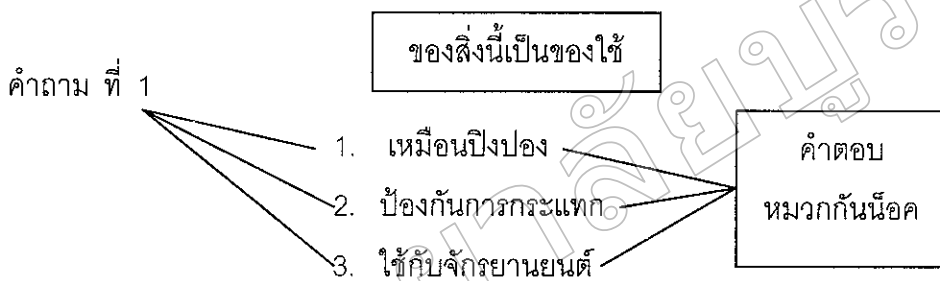 ของสิ่งนี้เป็นของใช้
คำถาม ที่ 1
1. เหมือนปิงปอง
2. ป้องกันการกระแทก
3. ใช้กับจักรยานยนต์
คำตอบ
หมวกกันน็อค